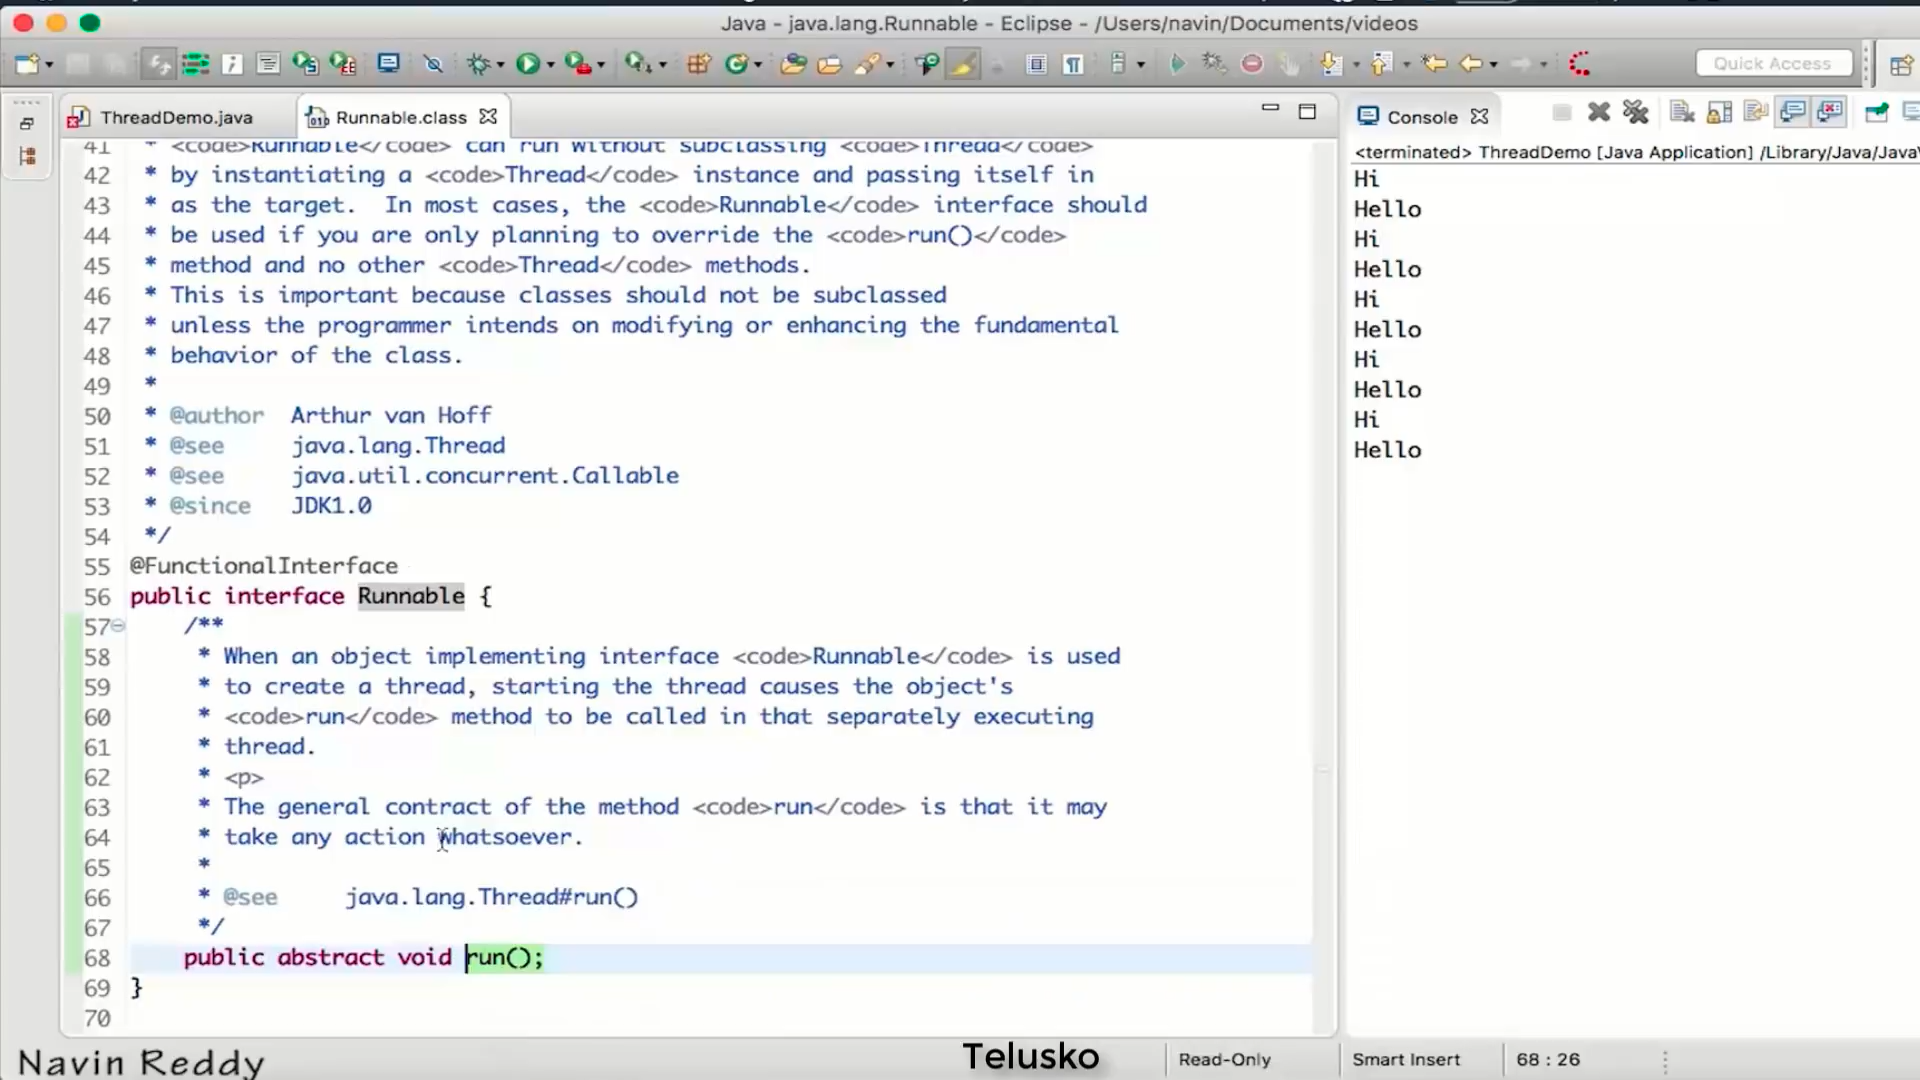 Java - java.lang.Runnable - Eclipse - /Users/navin/Documents/videos
Quick Access
ThreadDemo.java
Runnable.class
41 * <code>Runnable</code> can run without subclassing <code>Thread</code>
42 * by instantiating a <code>Thread</code> instance and passing itself in
43 * as the target.  In most cases, the <code>Runnable</code> interface should
44 * be used if you are only planning to override the <code>run()</code>
45 * method and no other <code>Thread</code> methods.
46 * This is important because classes should not be subclassed
47 * unless the programmer intends on modifying or enhancing the fundamental
48 * behavior of the class.
49 *
50 * @author  Arthur van Hoff
51 * @see     java.lang.Thread
52 * @see     java.util.concurrent.Callable
53 * @since   JDK1.0
54 */
55 @FunctionalInterface
56 public interface Runnable {
57     /**
58      * When an object implementing interface <code>Runnable</code> is used
59      * to create a thread, starting the thread causes the object's
60      * <code>run</code> method to be called in that separately executing
61      * thread.
62      * <p>
63      * The general contract of the method <code>run</code> is that it may
64      * take any action whatsoever.
65      *
66      * @see     java.lang.Thread#run()
67      */
68     public abstract void run();
69 }
70
Console
<terminated> ThreadDemo [Java Application] /Library/Java/Java
Hi
Hello
Hi
Hello
Hi
Hello
Hi
Hello
Hi
Hello
Navin Reddy
Telusko
Read-Only
Smart Insert
68 : 26